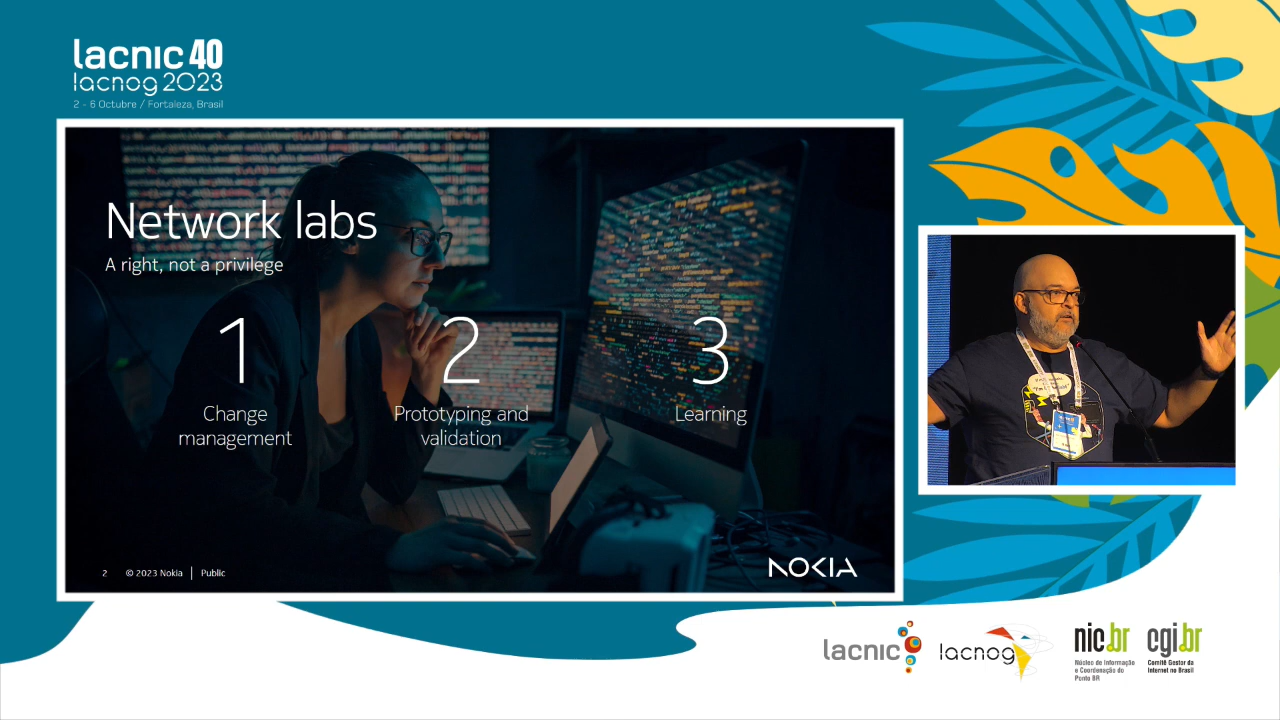 lacnic 40
lacnog 2023
2 - 6 Octubre / Fortaleza, Brasil
Network labs
A right, not a privilege
1
Change
management
2
Prototyping and
validation
3
Learning
2 © 2023 Nokia | Public
NOKIA
lacnic
lacnog
nic.br
Núcleo de Informação
e Coordenação do
Ponto BR
cgi.br
Comitê Gestor da
Internet no Brasil